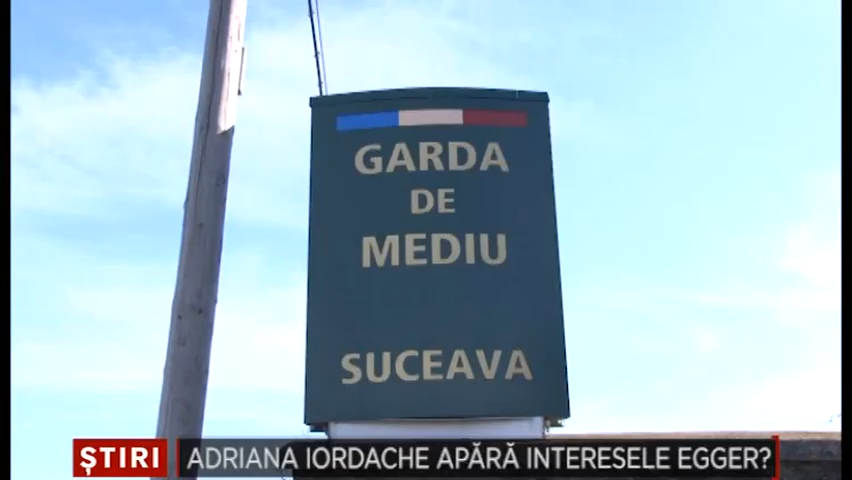 GARDA
DE
MEDIU
SUCEAVA
ȘTIRI ADRIANA IORDACHE APĂRĂ INTERESELE EGGER?